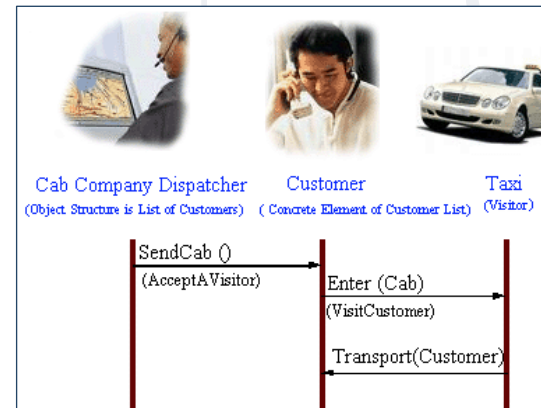 Cab Company Dispatcher
(Object Structure is List of Customers)
Customer
( Concrete Element of Customer List)
Taxi
(Visitor)
SendCab ()
(AcceptAVisitor)
Enter (Cab)
(VisitCustomer)
Transport(Customer)